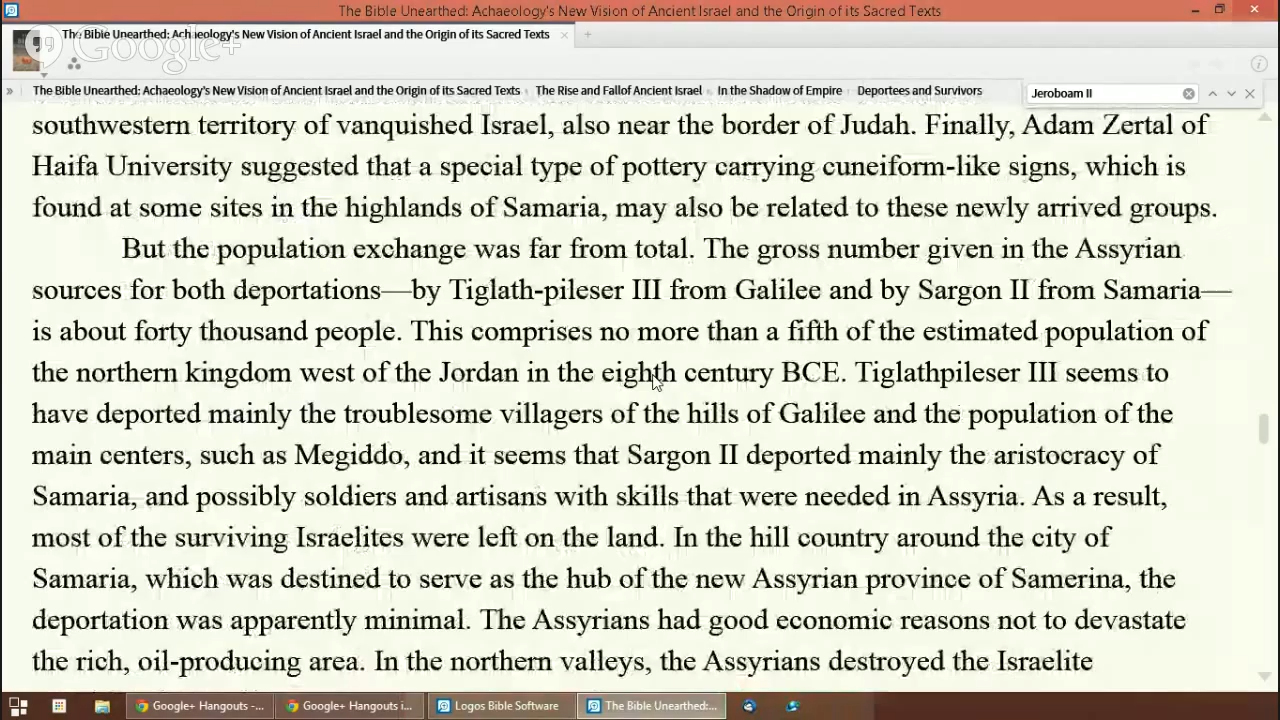 The Bible Unearthed: Achaeology's New Vision of Ancient Israel and the Origin of its Sacred Texts
The Bible Unearthed: Achaeology's New Vision of Ancient Israel and the Origin of its Sacred Texts
Google+
» The Bible Unearthed: Achaeology's New Vision of Ancient Israel and the Origin of its Sacred Texts The Rise and Fallof Ancient Israel In the Shadow of Empire Deportees and Survivors Jeroboam II
southwestern territory of vanquished Israel, also near the border of Judah. Finally, Adam Zertal of
Haifa University suggested that a special type of pottery carrying cuneiform-like signs, which is
found at some sites in the highlands of Samaria, may also be related to these newly arrived groups.
But the population exchange was far from total. The gross number given in the Assyrian
sources for both deportations—by Tiglath-pileser III from Galilee and by Sargon II from Samaria—
is about forty thousand people. This comprises no more than a fifth of the estimated population of
the northern kingdom west of the Jordan in the eighth century BCE. Tiglathpileser III seems to
have deported mainly the troublesome villagers of the hills of Galilee and the population of the
main centers, such as Megiddo, and it seems that Sargon II deported mainly the aristocracy of
Samaria, and possibly soldiers and artisans with skills that were needed in Assyria. As a result,
most of the surviving Israelites were left on the land. In the hill country around the city of
Samaria, which was destined to serve as the hub of the new Assyrian province of Samerina, the
deportation was apparently minimal. The Assyrians had good economic reasons not to devastate
the rich, oil-producing area. In the northern valleys, the Assyrians destroyed the Israelite
Google+ Hangouts -... Google+ Hangouts i... Logos Bible Software The Bible Unearthed:...